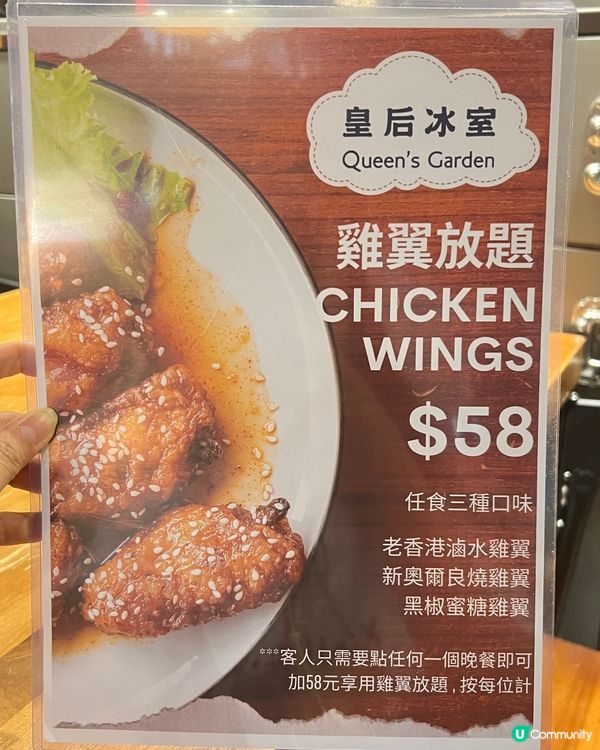 皇后冰室
Queen's Garden
雞翼放題
CHICKEN
WINGS
$58
任食三種口味
老香港滷水雞翼
新奧爾良燒雞翼
黑椒蜜糖雞翼
***客人只需要點任何一個晚餐即可
加58元享用雞翼放題,按每位計
U Community